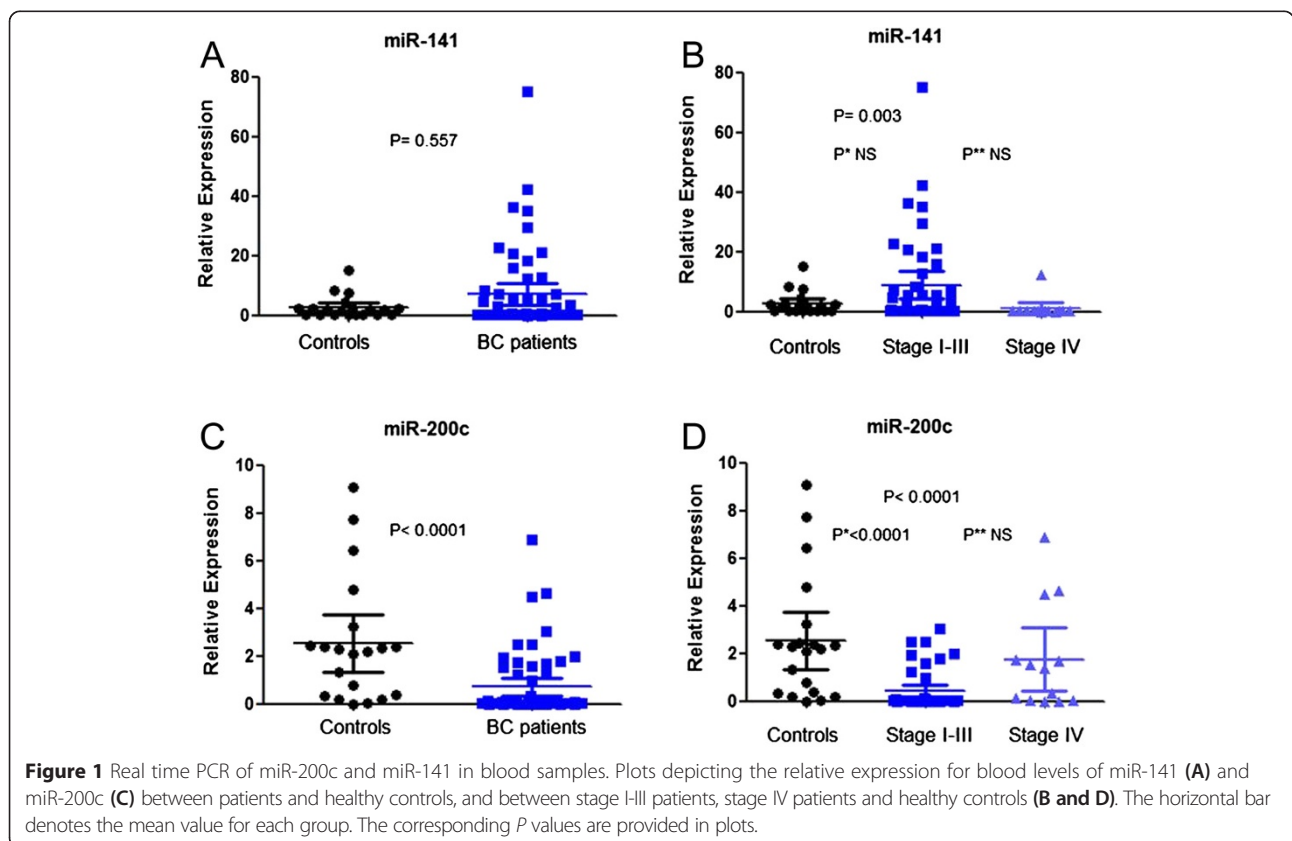 A
miR-141
Relative Expression
80
60
40
20
0
P= 0.557
Controls
BC patients
B
miR-141
Relative Expression
80
60
40
20
0
P= 0.003
P* NS
P** NS
Controls
Stage I-III
Stage IV
C
miR-200c
Relative Expression
10
8
6
4
2
0
P< 0.0001
Controls
BC patients
D
miR-200c
Relative Expression
10
8
6
4
2
0
P< 0.0001
P*<0.0001
P** NS
Controls
Stage I-III
Stage IV
Figure 1 Real time PCR of miR-200c and miR-141 in blood samples. Plots depicting the relative expression for blood levels of miR-141 (A) and
miR-200c (C) between patients and healthy controls, and between stage I-III patients, stage IV patients and healthy controls (B and D). The horizontal bar
denotes the mean value for each group. The corresponding P values are provided in plots.